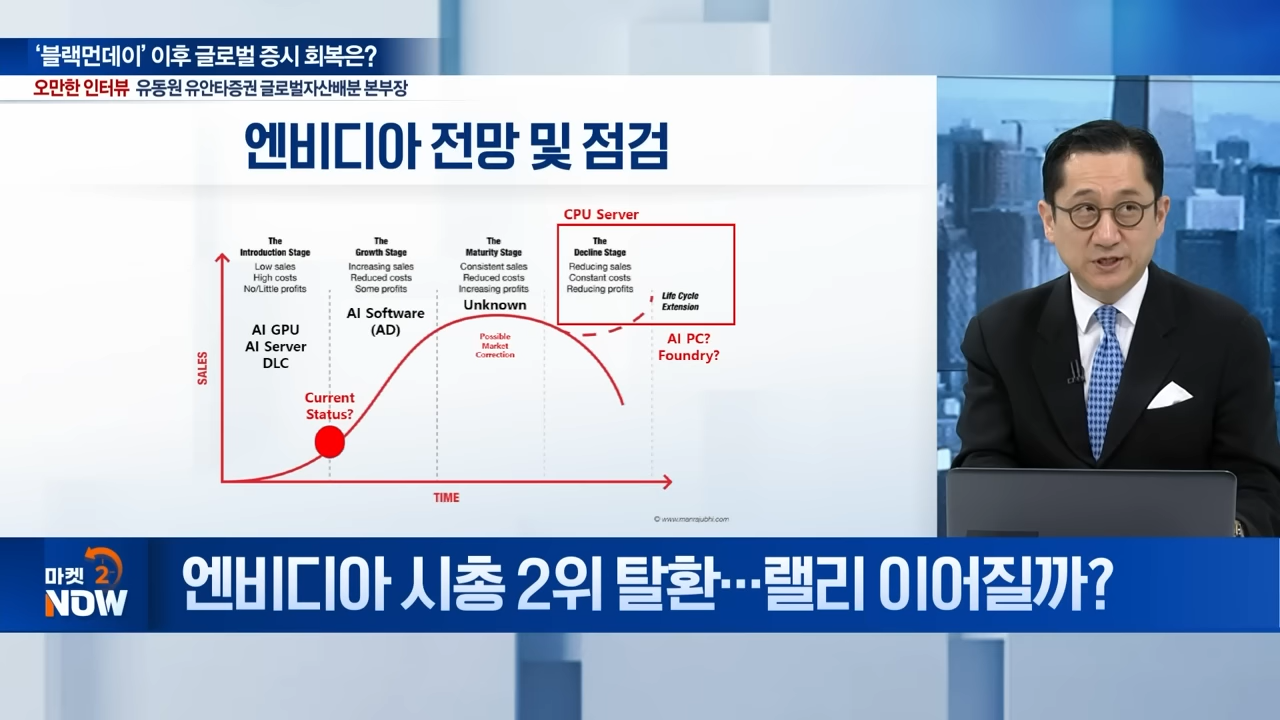 ‘블랙먼데이’ 이후 글로벌 증시 회복은?
오만한 인터뷰 유동원 유안타증권 글로벌자산배분 본부장
엔비디아 전망 및 점검
CPU Server
The
Introduction Stage
Low sales
High costs
No/Little profits
The
Growth Stage
Increasing sales
Reduced costs
Some profits
The
Maturity Stage
Consistent sales
Reduced costs
Increasing profits
The
Decline Stage
Reducing sales
Constant costs
Reducing profits
Life Cycle
Extension
AI GPU
AI Server
DLC
AI Software
(AD)
Unknown
Possible
Market
Correction
AI PC?
Foundry?
Current
Status?
SALES
TIME
© www.manrajubhi.com
마켓 2
NOW
엔비디아 시총 2위 탈환…랠리 이어질까?